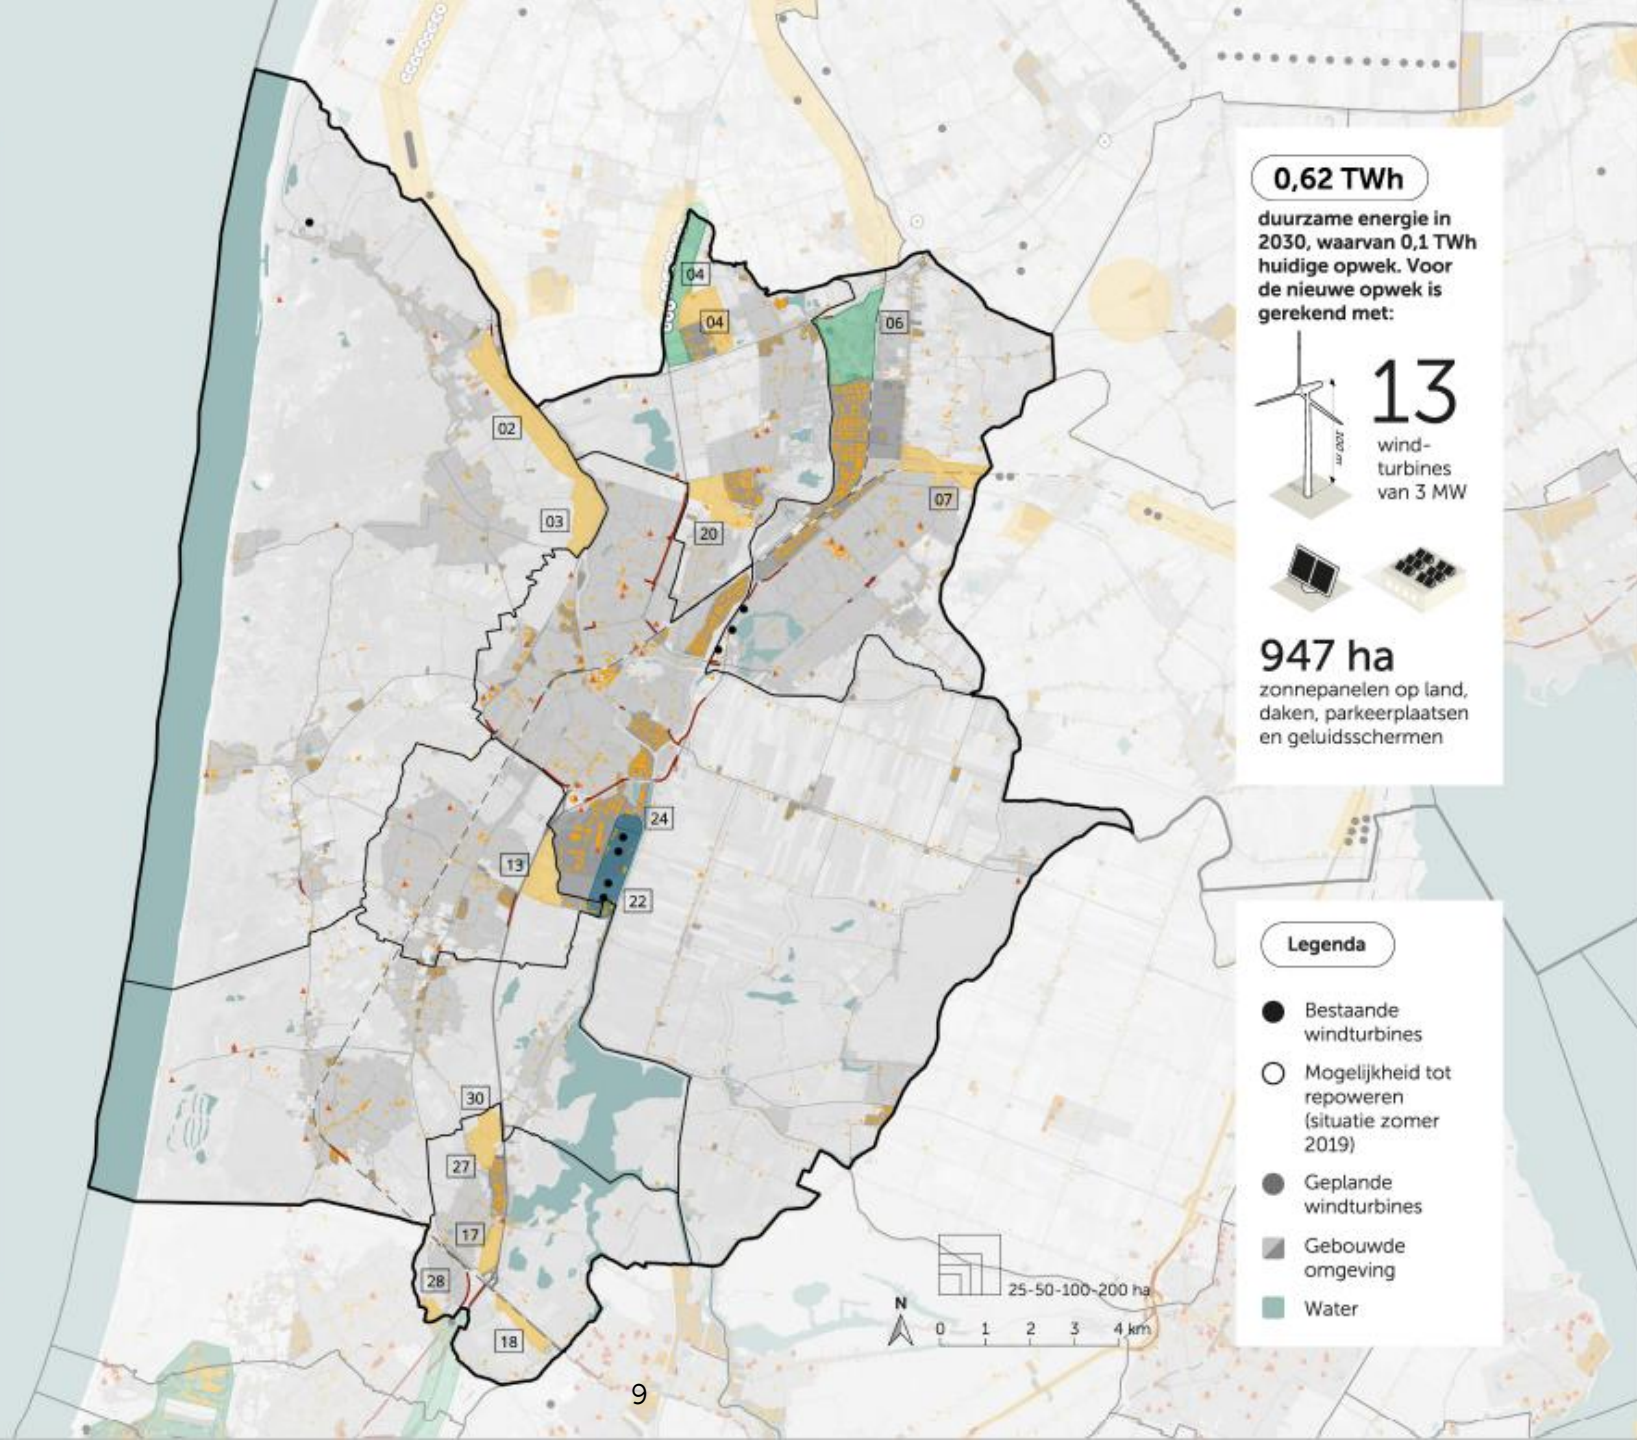 04
04
06
02
07
03
20
24
13
22
30
27
17
28
18
0,62 TWh
duurzame energie in
2030, waarvan 0,1 TWh
huidige opwek. Voor
de nieuwe opwek is
gerekend met:
100 m
13
wind-
turbines
van 3 MW
947 ha
zonnepanelen op land,
daken, parkeerplaatsen
en geluidsschermen
Legenda
Bestaande
windturbines
Mogelijkheid tot
repoweren
(situatie zomer
2019)
Geplande
windturbines
Gebouwde
omgeving
Water
25-50-100-200 ha
N
0 1 2 3 4 km
9